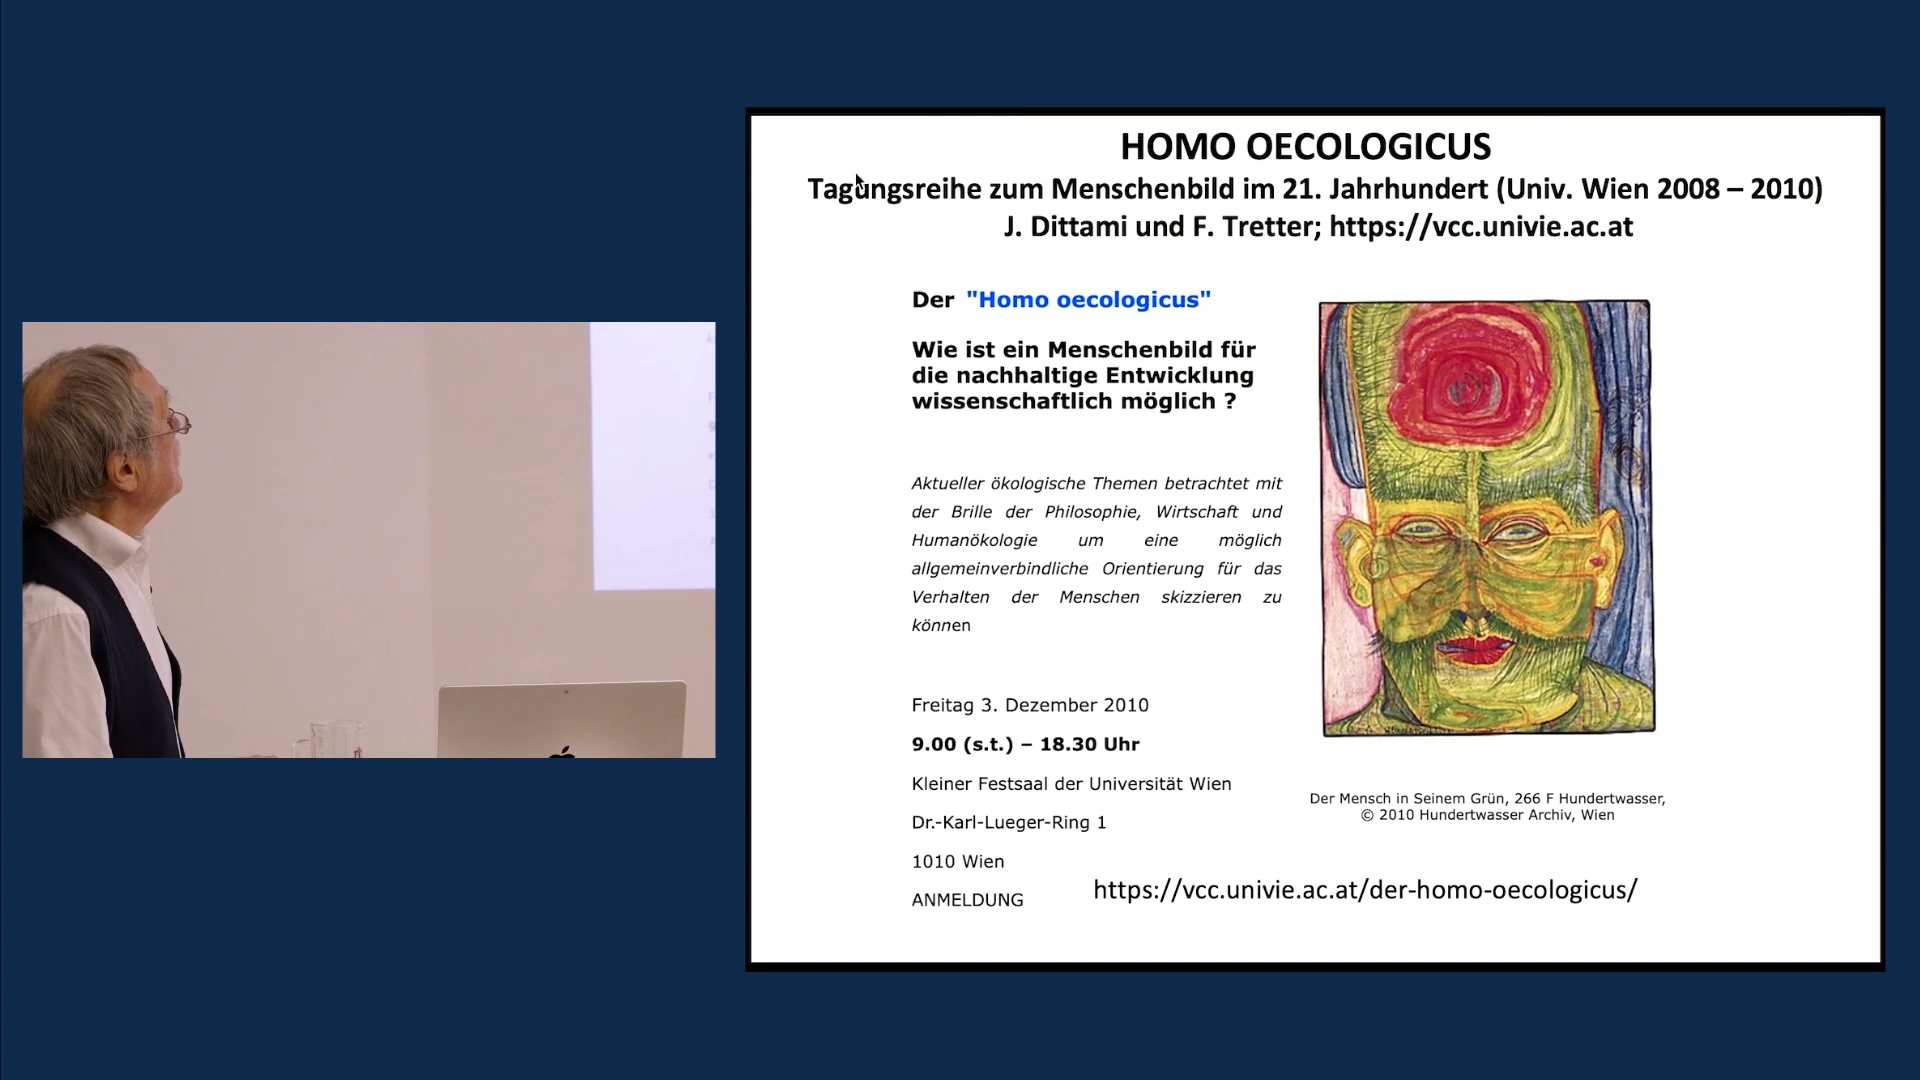 HOMO OECOLOGICUS
Tagungsreihe zum Menschenbild im 21. Jahrhundert (Univ. Wien 2008 – 2010)
J. Dittami und F. Tretter; https://vcc.univie.ac.at
Der "Homo oecologicus"
Wie ist ein Menschenbild für
die nachhaltige Entwicklung
wissenschaftlich möglich ?
Aktueller ökologische Themen betrachtet mit
der Brille der Philosophie, Wirtschaft und
Humanökologie um eine möglich
allgemeinverbindliche Orientierung für das
Verhalten der Menschen skizzieren zu
können
Freitag 3. Dezember 2010
9.00 (s.t.) – 18.30 Uhr
Kleiner Festsaal der Universität Wien
Dr.-Karl-Lueger-Ring 1
1010 Wien
ANMELDUNG
Der Mensch in Seinem Grün, 266 F Hundertwasser,
© 2010 Hundertwasser Archiv, Wien
https://vcc.univie.ac.at/der-homo-oecologicus/